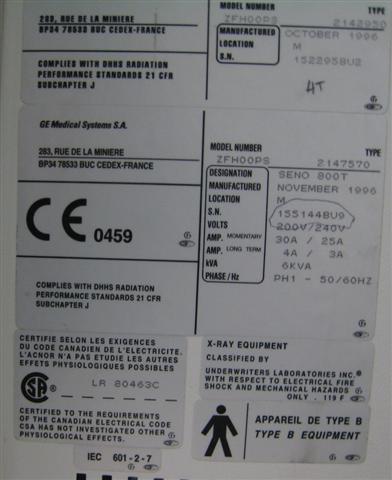 283, RUE DE LA MINIERE
BP34 78533 BUC CEDEX-FRANCE
COMPLIES WITH DHHS RADIATION
PERFORMANCE STANDARDS 21 CFR
SUBCHAPTER J
MODEL NUMBER TYPE
ZFH00PS 2142950
MANUFACTURED OCTOBER 1996
LOCATION M
S.N. 152295BU2
4T
GE Medical Systems S.A.
283, RUE DE LA MINIERE
BP34 78533 BUC CEDEX-FRANCE
CE 0459
COMPLIES WITH DHHS RADIATION
PERFORMANCE STANDARDS 21 CFR
SUBCHAPTER J
MODEL NUMBER TYPE
ZFH00PS 2147570
DESIGNATION SENO 800T
MANUFACTURED NOVEMBER 1996
LOCATION M
S.N. 155144BU9
VOLTS 200V/240V
AMP. MOMENTARY 30A / 25A
AMP. LONG TERM 4A / 3A
kVA 6KVA
PHASE/Hz PH1 - 50/60HZ
CERTIFIE SELON LES EXIGENCES
DU CODE CANADIEN DE L'ELECTRICITE.
L'ACNOR N'A PAS ETUDIE LES AUTRES
EFFETS PHYSIOLOGIQUES POSSIBLES
SA LR 80463C
CERTIFIED TO THE REQUIREMENTS
OF THE CANADIAN ELECTRICAL CODE
CSA HAS NOT INVESTIGATED OTHER
PHYSIOLOGICAL EFFECTS.
IEC 601-2-7
X-RAY EQUIPMENT
CLASSIFIED BY
UNDERWRITERS LABORATORIES INC.®
WITH RESPECT TO ELECTRICAL FIRE
SHOCK AND MECHANICAL HAZARDS
ONLY . 119 F
APPAREIL DE TYPE B
TYPE B EQUIPMENT